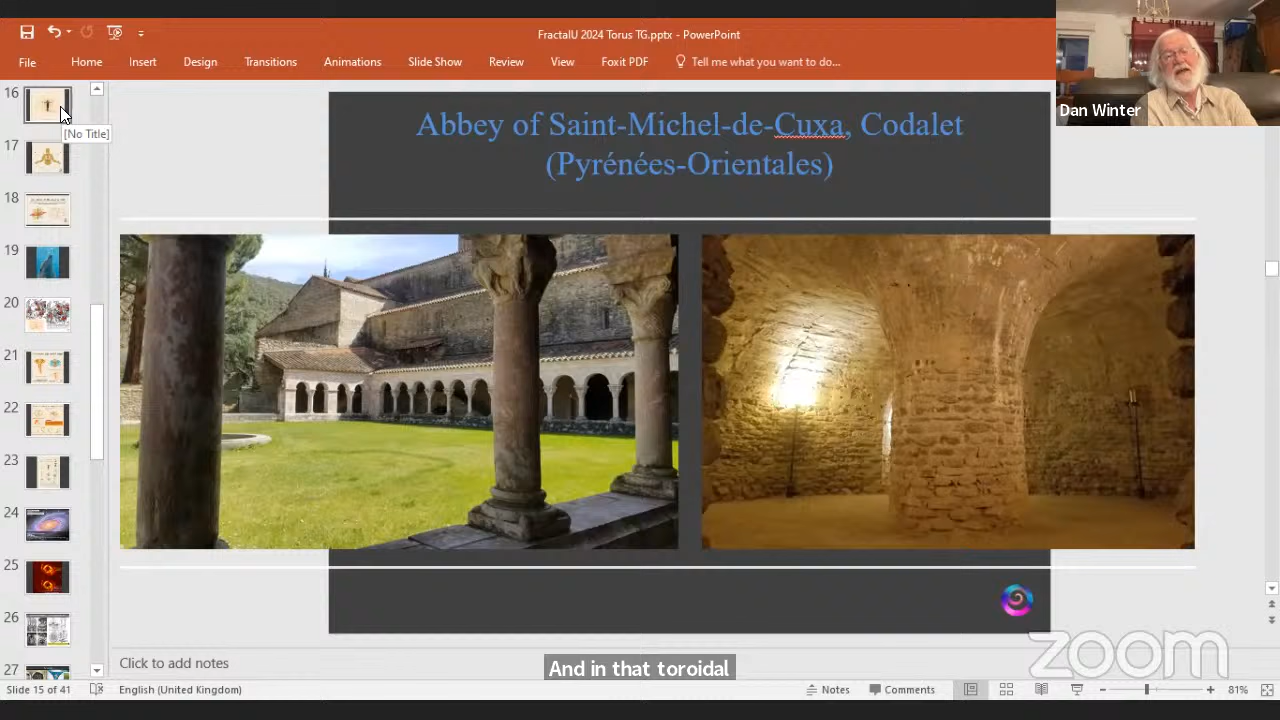 FractalU 2024 Torus TG.pptx - PowerPoint
File Home Insert Design Transitions Animations Slide Show Review View Foxit PDF Tell me what you want to do...
Dan Winter
16
[No Title]
17
18
19
20
21
22
23
24
25
26
27
Abbey of Saint-Michel-de-Cuxa, Codalet
(Pyrénées-Orientales)
Click to add notes
And in that toroidal
zoom
Slide 15 of 41 English (United Kingdom) Notes Comments 81%